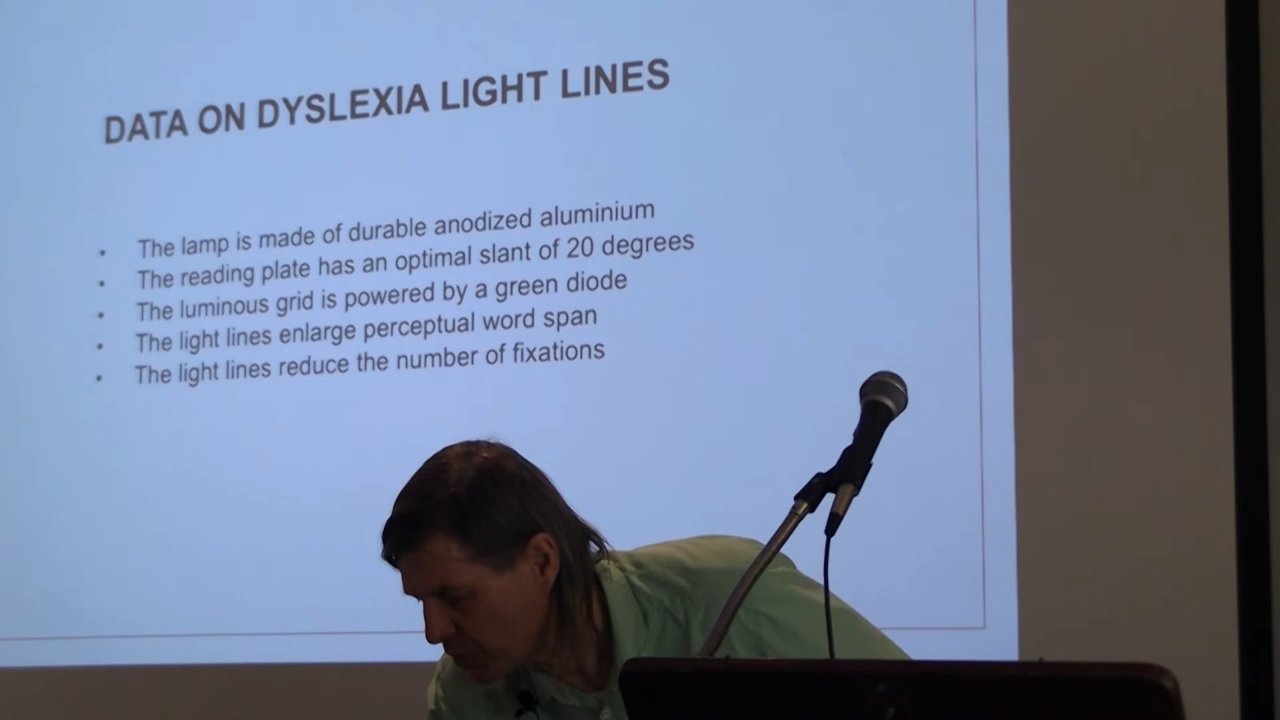 DATA ON DYSLEXIA LIGHT LINES
• The lamp is made of durable anodized aluminium
• The reading plate has an optimal slant of 20 degrees
• The luminous grid is powered by a green diode
• The light lines enlarge perceptual word span
• The light lines reduce the number of fixations